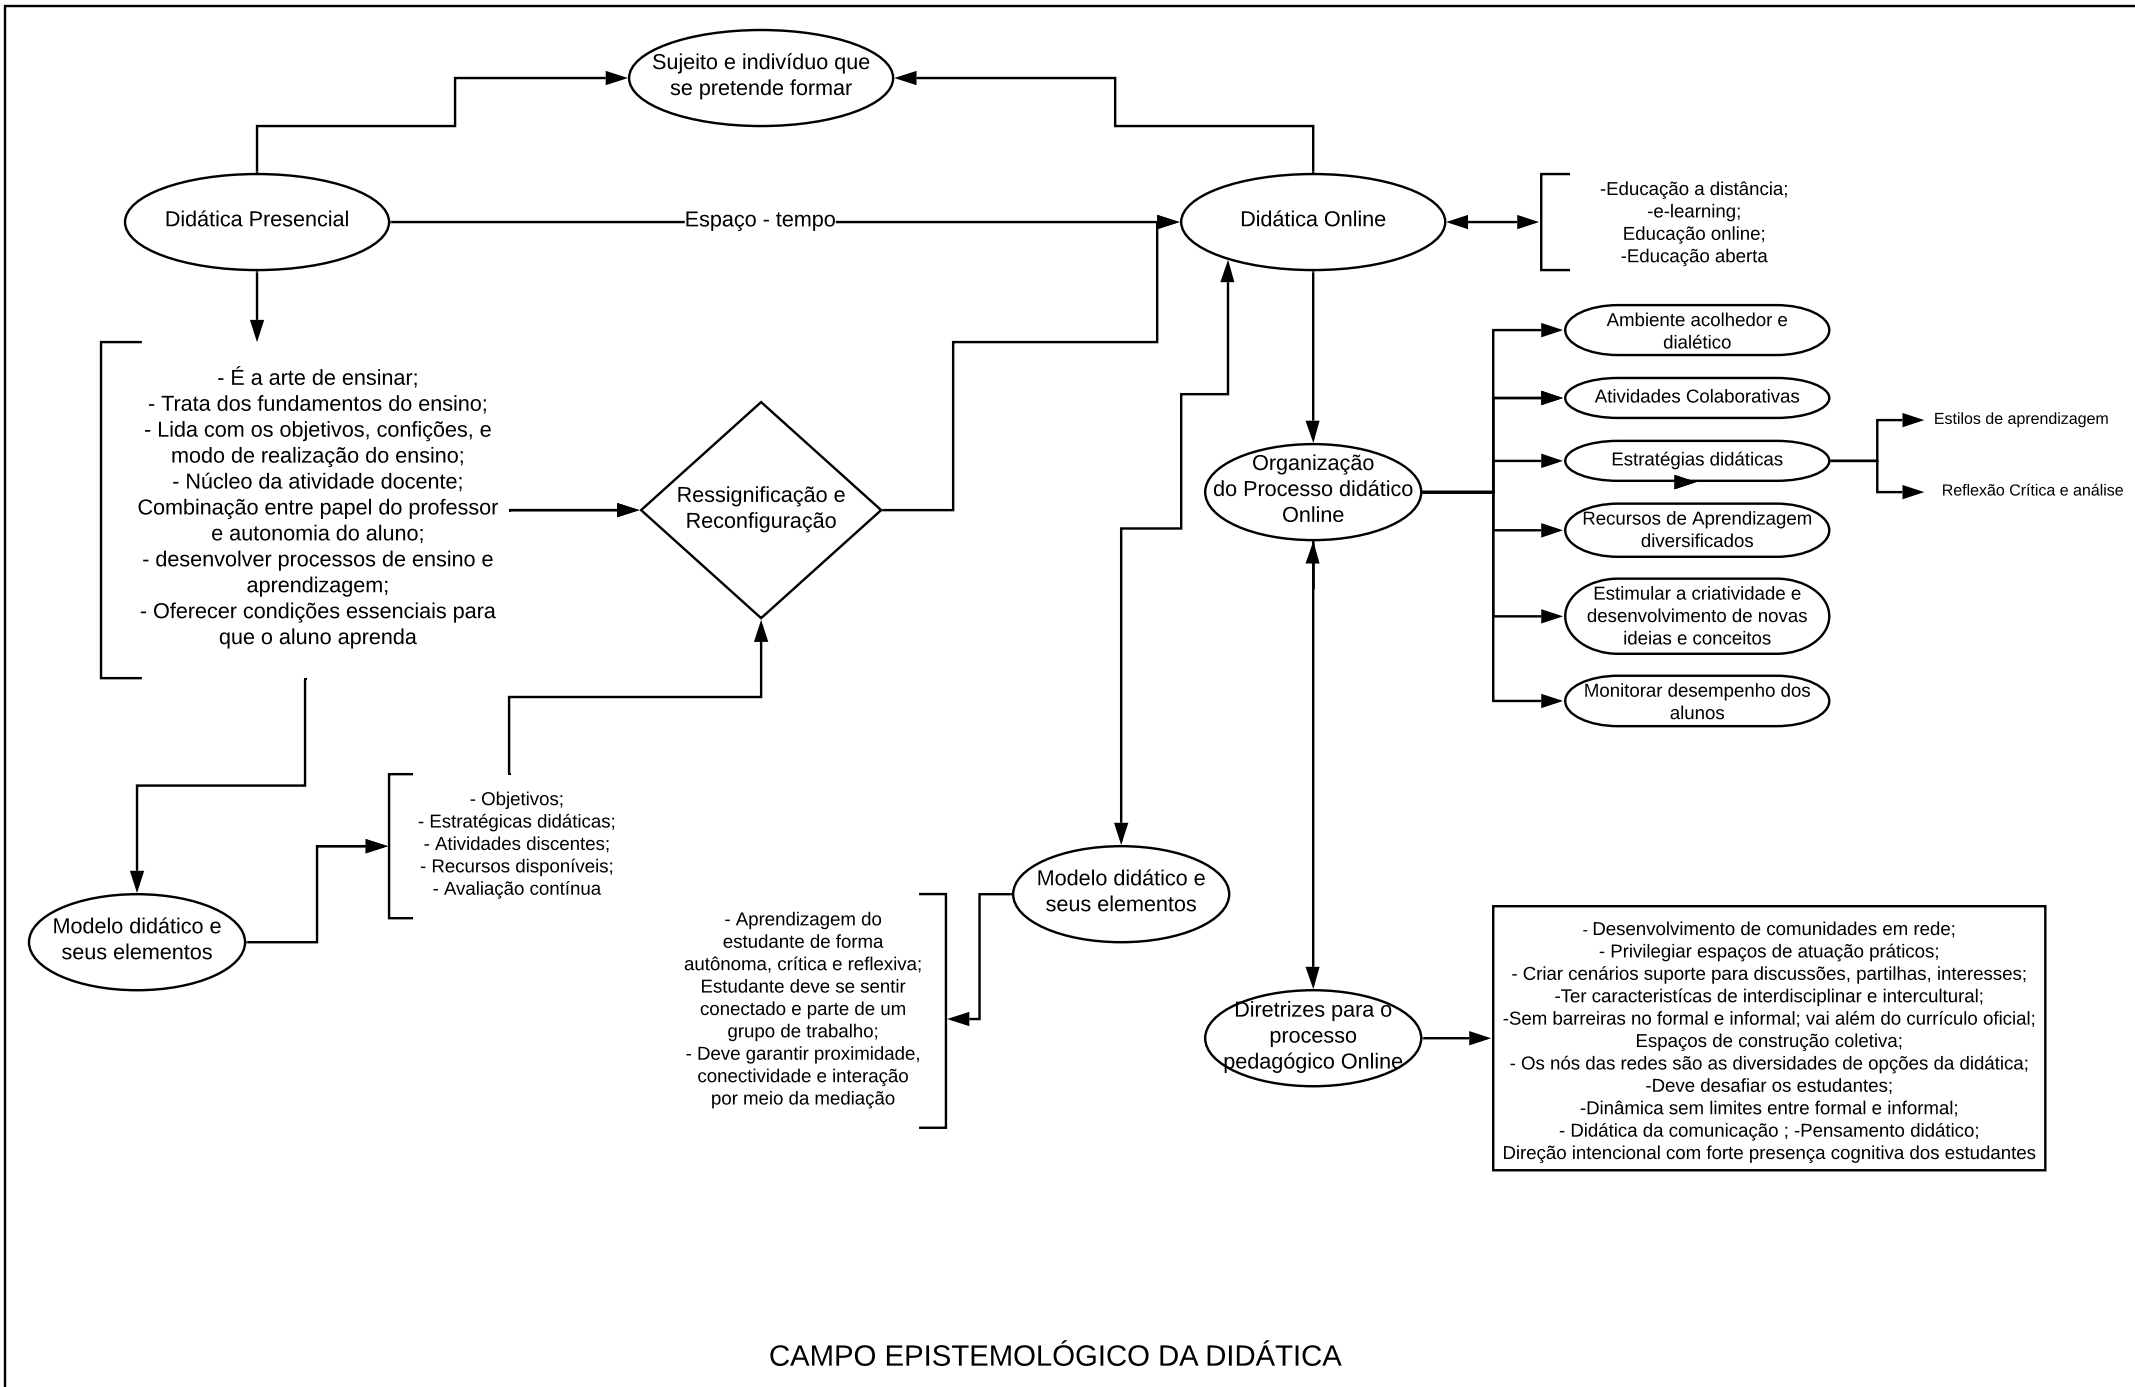 Sujeito e indivíduo que
se pretende formar
Didática Presencial
Espaço - tempo
Didática Online
-Educação a distância;
-e-learning;
Educação online;
-Educação aberta
- É a arte de ensinar;
- Trata dos fundamentos do ensino;
- Lida com os objetivos, confições, e
modo de realização do ensino;
- Núcleo da atividade docente;
Combinação entre papel do professor
e autonomia do aluno;
- desenvolver processos de ensino e
aprendizagem;
- Oferecer condições essenciais para
que o aluno aprenda
Ressignificação e
Reconfiguração
Organização
do Processo didático
Online
Ambiente acolhedor e
dialético
Atividades Colaborativas
Estratégias didáticas
Estilos de aprendizagem
Reflexão Crítica e análise
Recursos de Aprendizagem
diversificados
Estimular a criatividade e
desenvolvimento de novas
ideias e conceitos
Monitorar desempenho dos
alunos
- Objetivos;
- Estratégicas didáticas;
- Atividades discentes;
- Recursos disponíveis;
- Avaliação contínua
Modelo didático e
seus elementos
Modelo didático e
seus elementos
- Aprendizagem do
estudante de forma
autônoma, crítica e reflexiva;
Estudante deve se sentir
conectado e parte de um
grupo de trabalho;
- Deve garantir proximidade,
conectividade e interação
por meio da mediação
Diretrizes para o
processo
pedagógico Online
- Desenvolvimento de comunidades em rede;
- Privilegiar espaços de atuação práticos;
- Criar cenários suporte para discussões, partilhas, interesses;
-Ter caracteristícas de interdisciplinar e intercultural;
-Sem barreiras no formal e informal; vai além do currículo oficial;
Espaços de construção coletiva;
- Os nós das redes são as diversidades de opções da didática;
-Deve desafiar os estudantes;
-Dinâmica sem limites entre formal e informal;
- Didática da comunicação ; -Pensamento didático;
Direção intencional com forte presença cognitiva dos estudantes
CAMPO EPISTEMOLÓGICO DA DIDÁTICA